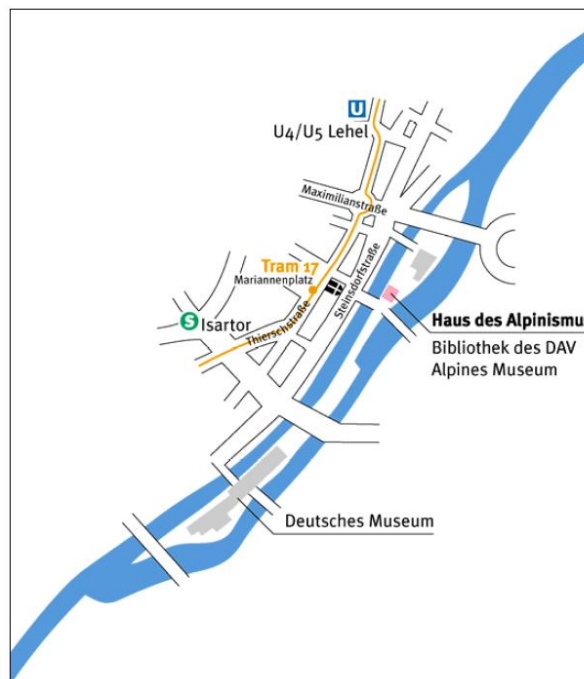 U
U4/U5 Lehel
Maximilianstraße
Tram 17
Mariannenplatz
Steinsdorfstraße
S Isartor
Thierschstraße
Haus des Alpinismu
Bibliothek des DAV
Alpines Museum
Deutsches Museum